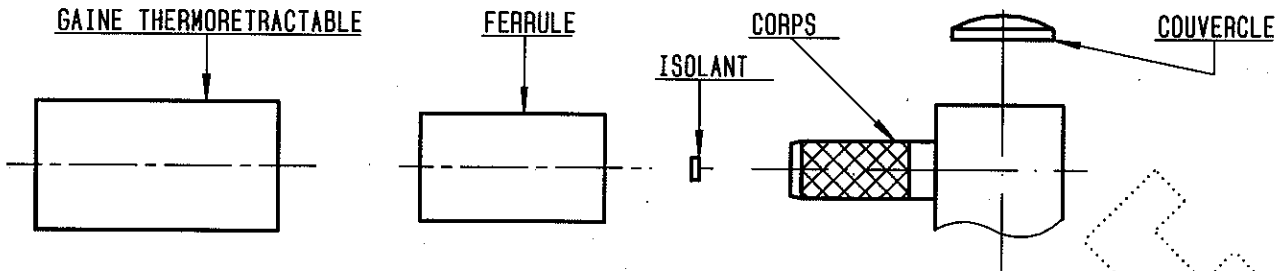 GAINE THERMORETRACTABLE
FERRULE
ISOLANT
CORPS
COUVERCLE